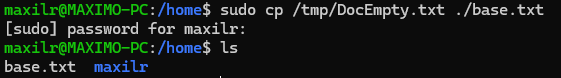 maxilr@MAXIMO-PC:/home$ sudo cp /tmp/DocEmpty.txt ./base.txt
[sudo] password for maxilr:
maxilr@MAXIMO-PC:/home$ ls
base.txt  maxilr